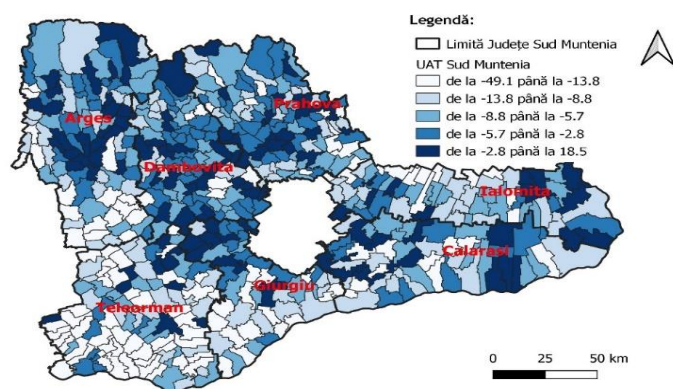 Legendă:
Limită Județe Sud Muntenia
UAT Sud Muntenia
de la -49.1 până la -13.8
de la -13.8 până la -8.8
de la -8.8 până la -5.7
de la -5.7 până la -2.8
de la -2.8 până la 18.5
Prahova
Arges
Dambovita
Ialomita
Calarasi
Giurgiu
Teleorman
0 25 50 km